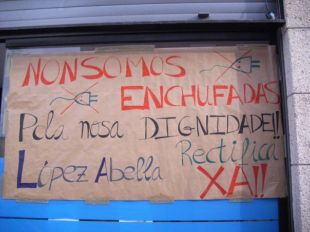 NON SOMOS
ENCHUFADAS
Pola nosa DIGNIDADE!!
López Abella Rectifica
XA!!